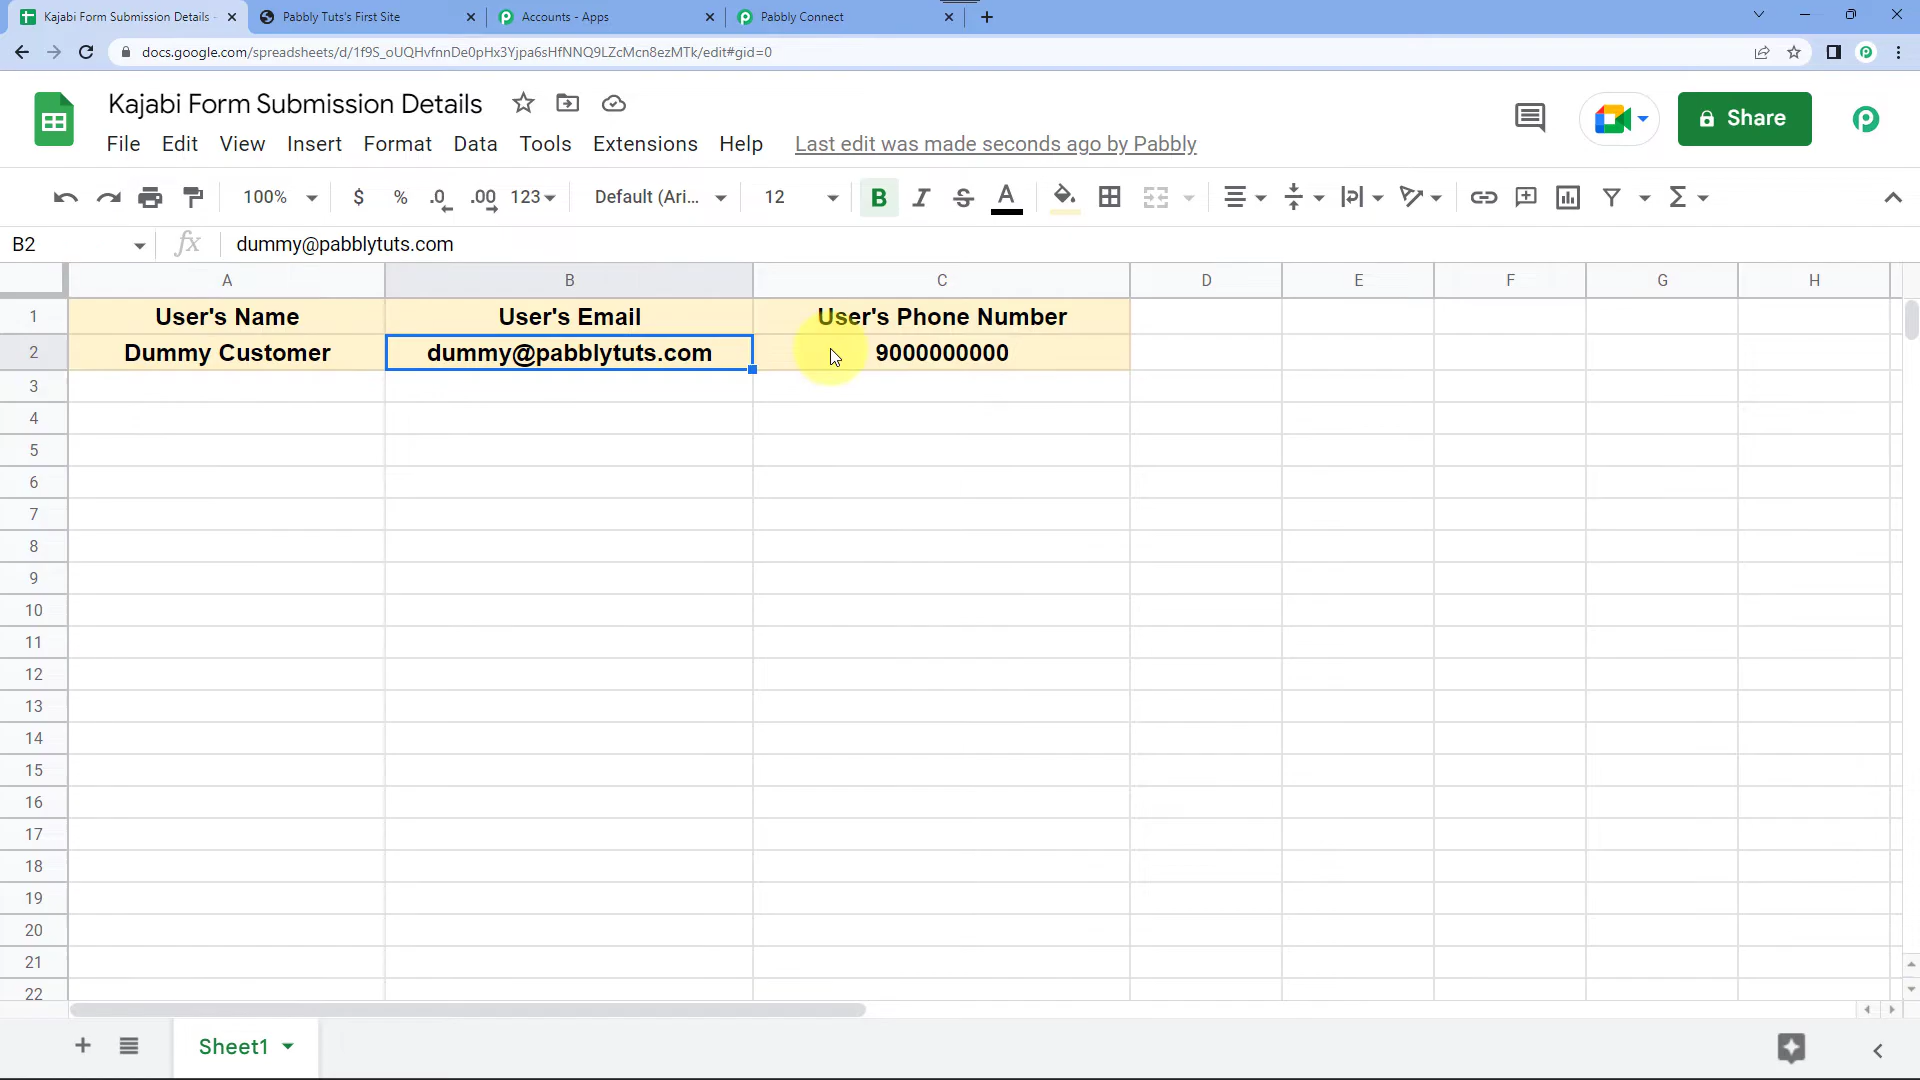 Kajabi Form Submission Details -
Pabbly Tuts's First Site
Accounts - Apps
Pabbly Connect
docs.google.com/spreadsheets/d/1f9S_oUQHvfnnDe0pHx3Yjpa6sHfNNQ9LZcMcn8ezMTk/edit#gid=0
Kajabi Form Submission Details
Share
File Edit View Insert Format Data Tools Extensions Help Last edit was made seconds ago by Pabbly
100% $ % .0 .00 123 Default (Ari... 12 B I S A
B2 fx dummy@pabblytuts.com
A B C D E F G H
1 User's Name User's Email User's Phone Number
2 Dummy Customer dummy@pabblytuts.com 9000000000
3
4
5
6
7
8
9
10
11
12
13
14
15
16
17
18
19
20
21
22
Sheet1